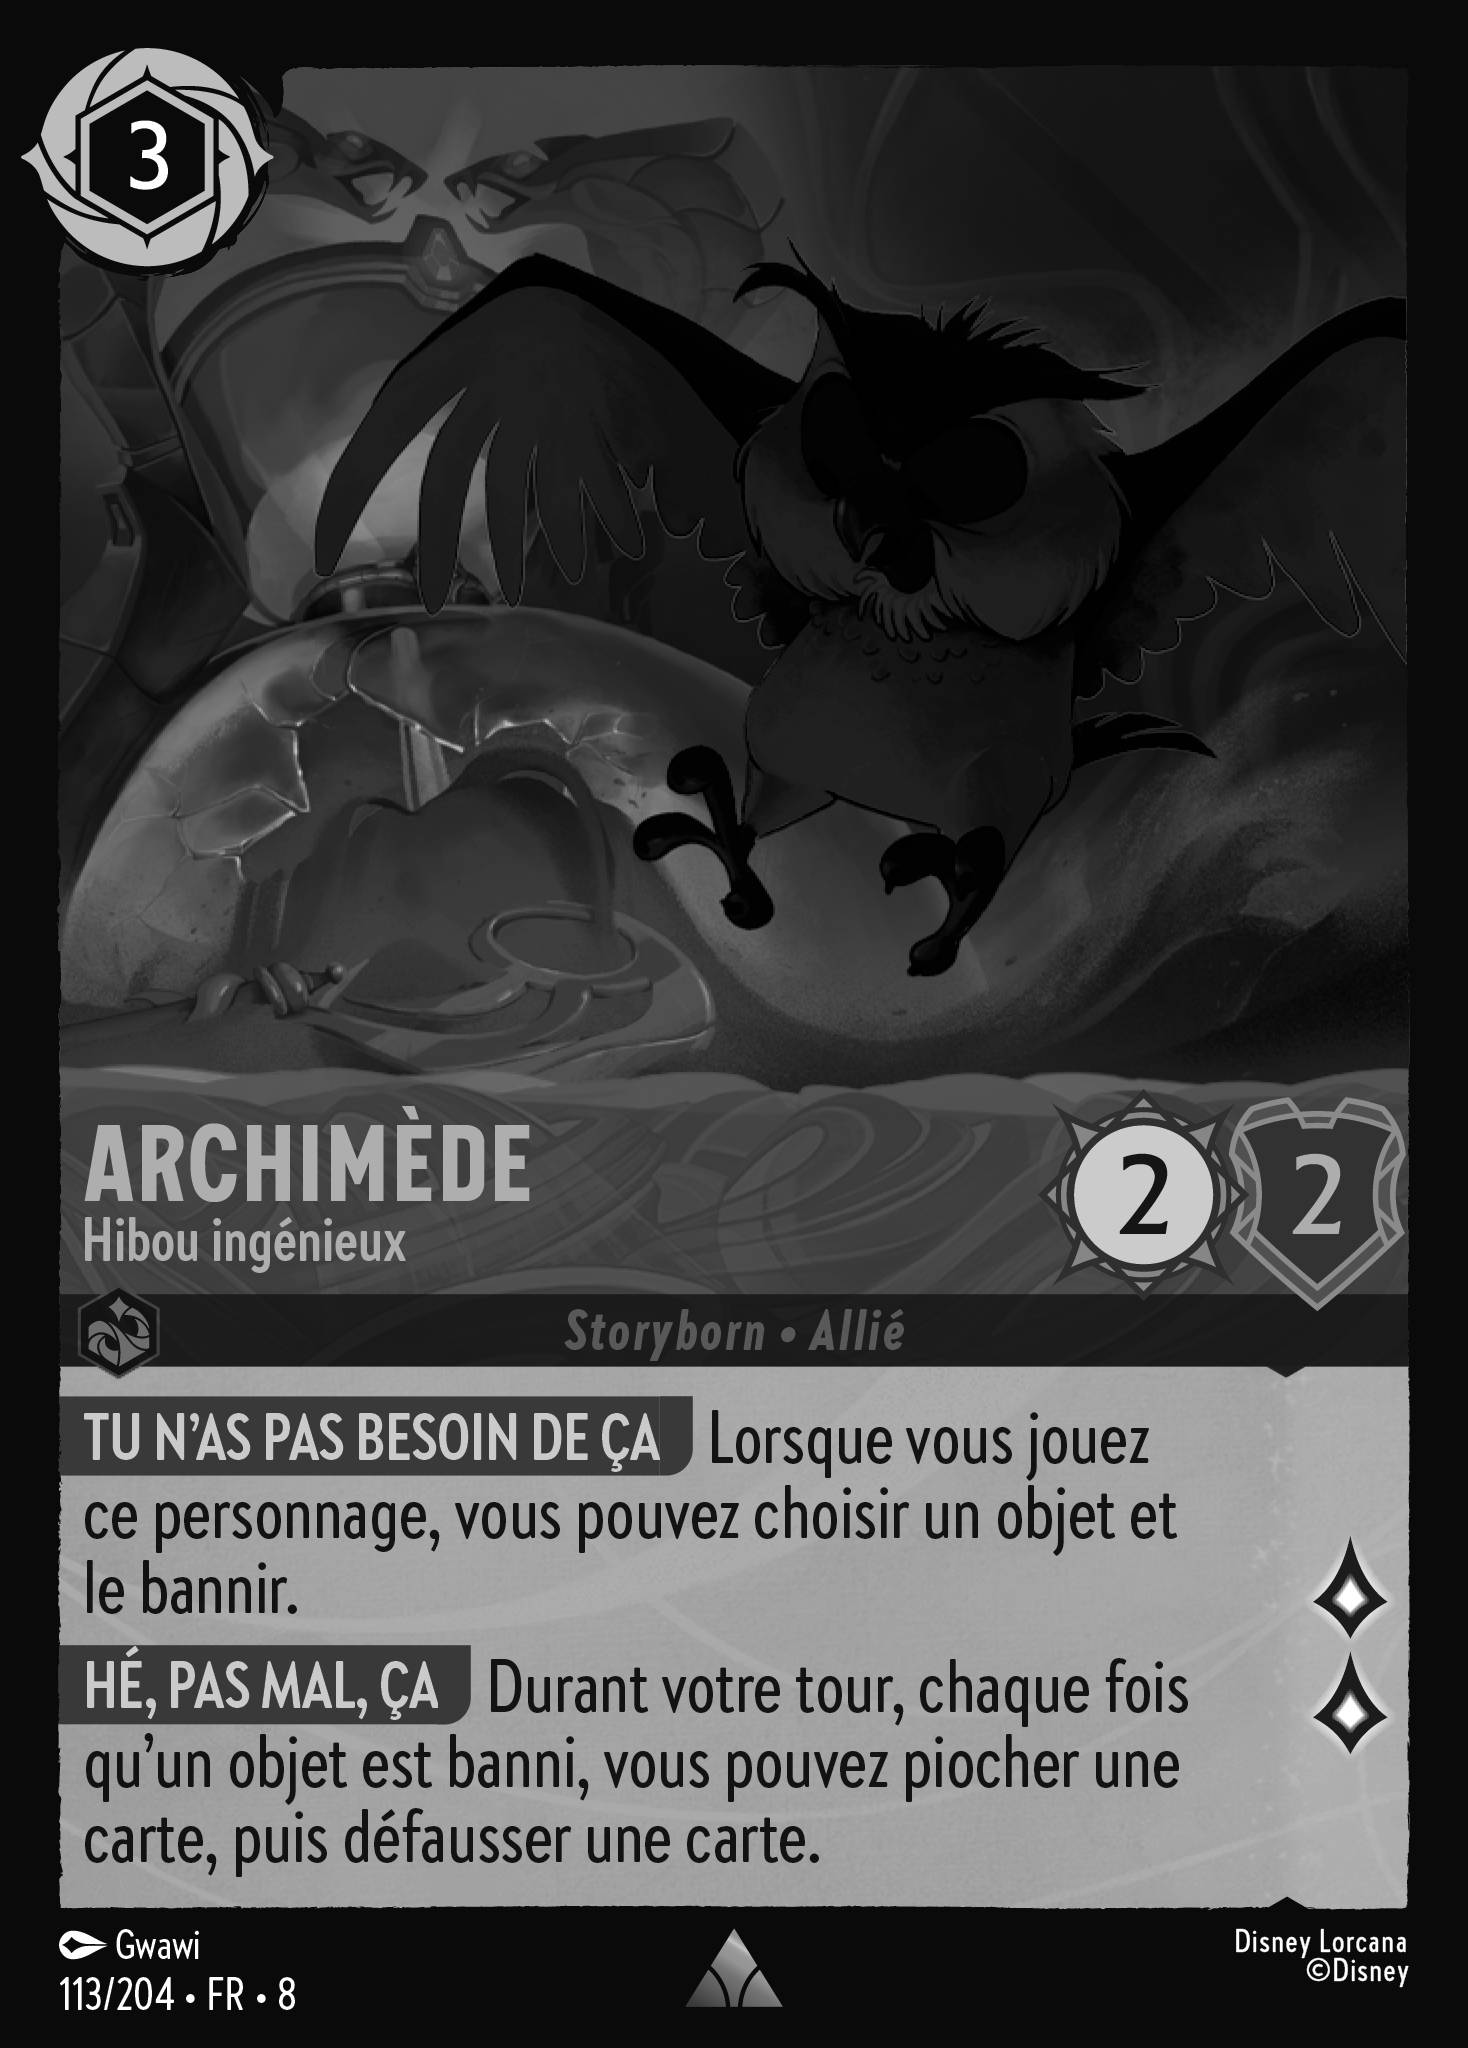 3
ARCHIMÈDE
Hibou ingénieux
2
2
Storyborn • Allié
TU N’AS PAS BESOIN DE ÇA Lorsque vous jouez
ce personnage, vous pouvez choisir un objet et
le bannir.
HÉ, PAS MAL, ÇA Durant votre tour, chaque fois
qu’un objet est banni, vous pouvez piocher une
carte, puis défausser une carte.
Gwawi
113/204 • FR • 8
Disney Lorcana
©Disney